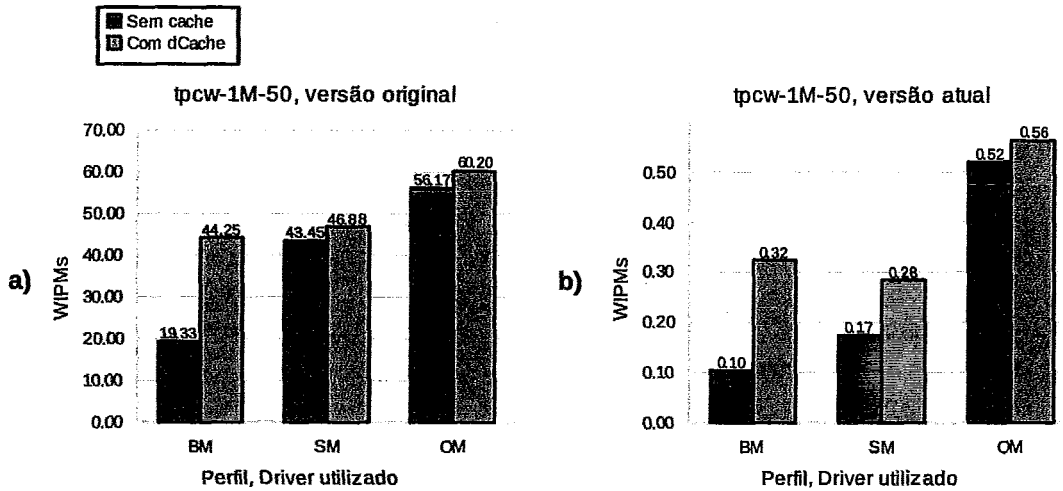 Sem cache
Com dCache
tpcw-1M-50, versão original
70.00
60.00
50.00
40.00
30.00
20.00
10.00
0.00
WIPMs
a)
19.33
44.25
43.45
46.88
56.17
60.20
BM
SM
OM
Perfil, Driver utilizado
tpcw-1M-50, versão atual
0.50
0.40
0.30
0.20
0.10
0.00
WIPMs
b)
0.10
0.32
0.17
0.28
0.52
0.56
BM
SM
OM
Perfil, Driver utilizado